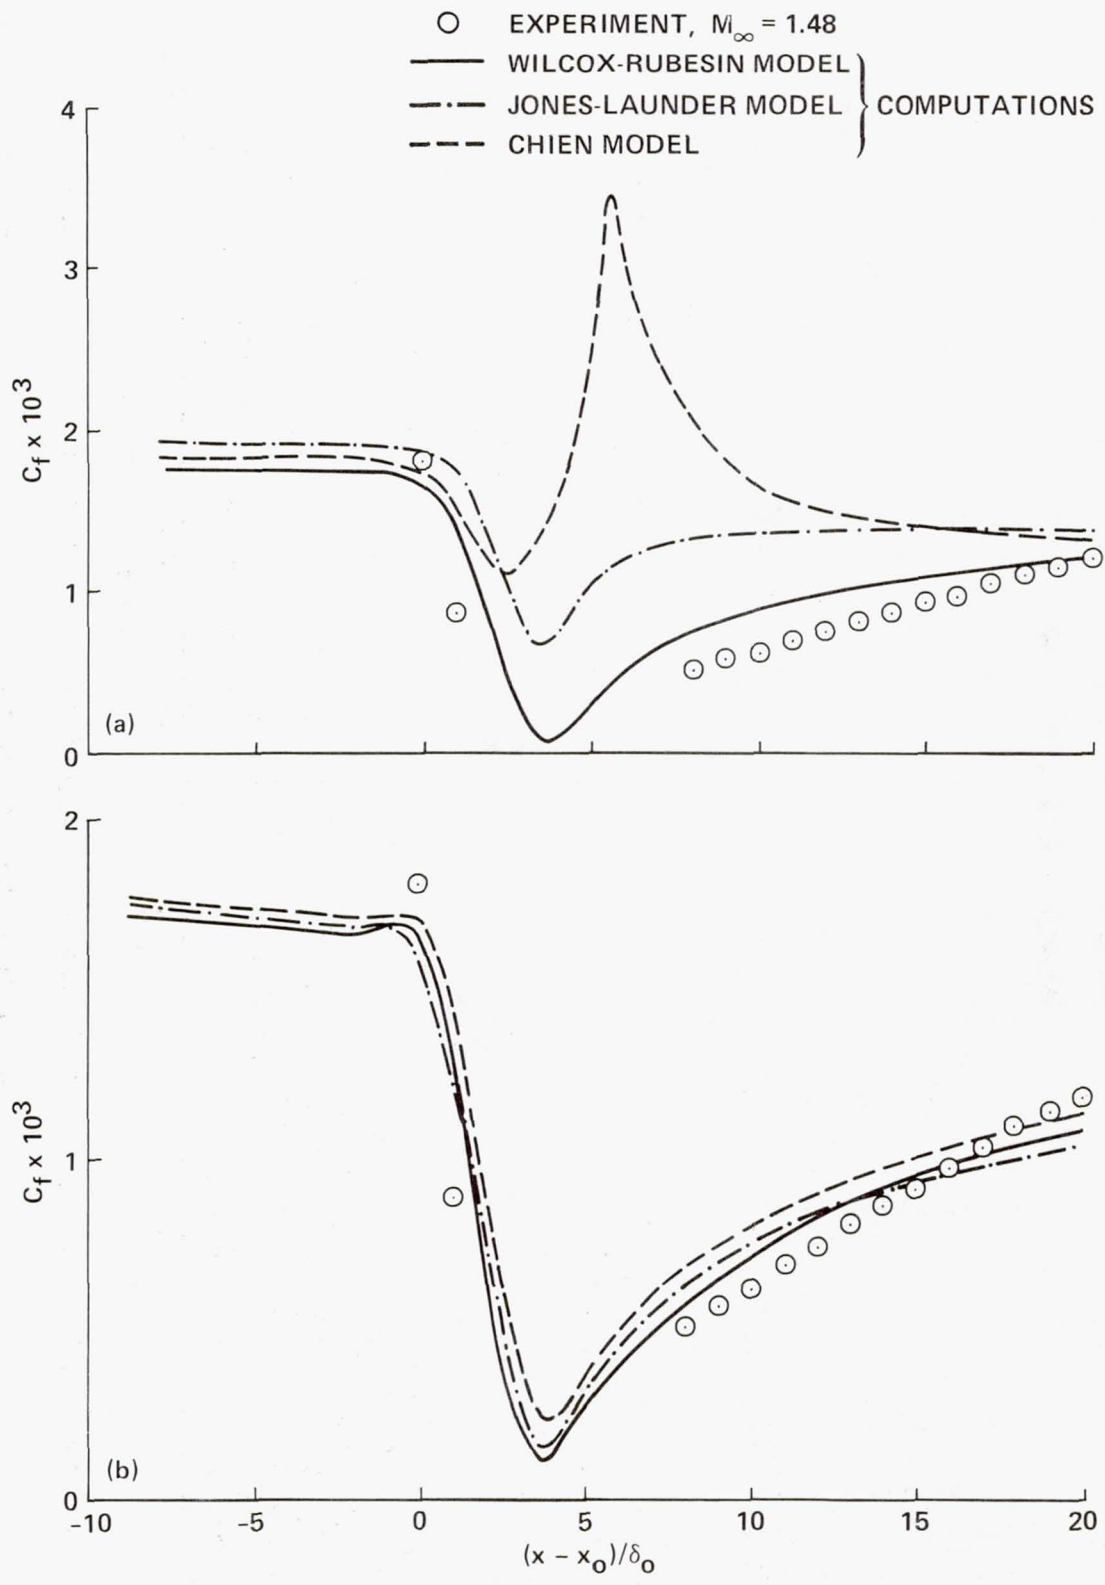 EXPERIMENT, M∞ = 1.48
WILCOX-RUBESIN MODEL
JONES-LAUNDER MODEL
CHIEN MODEL
COMPUTATIONS
4
3
2
1
0
Cf x 10³
(a)
2
1
0
Cf x 10³
(b)
-10
-5
0
5
10
15
20
(x – xo)/δo